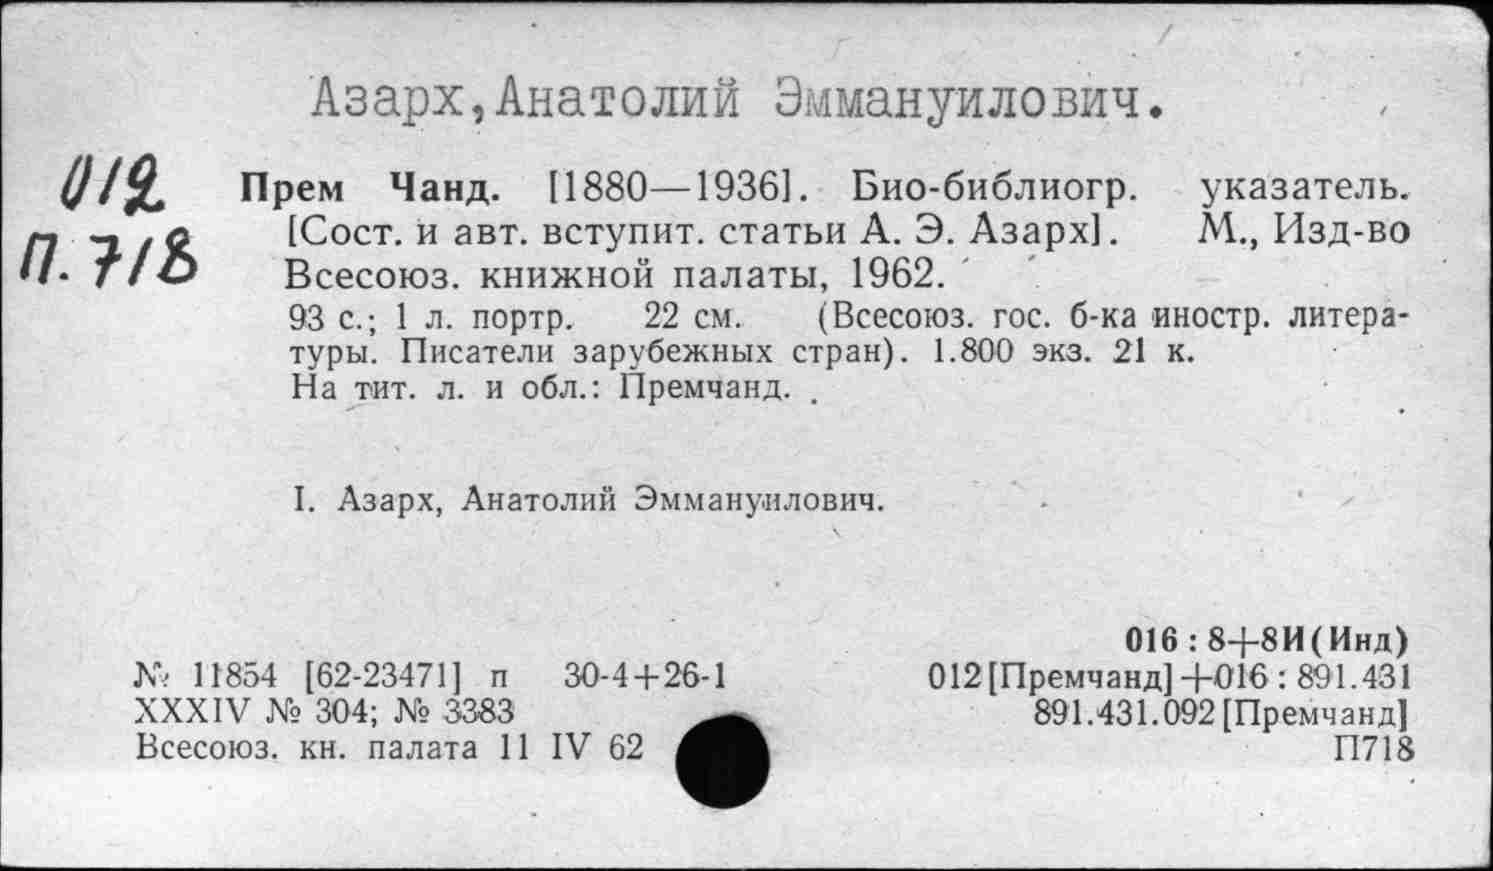 Азарх,Анатолий Эммануилович.
012
П.718
Прем Чанд. [1880—1936]. Био-библиогр. указатель.
[Сост. и авт. вступит. статьи А. Э. Азарх]. М., Изд-во
Всесоюз. книжной палаты, 1962.
93 с.; 1 л. портр. 22 см. (Всесоюз. гос. б-ка иностр. литера-
туры. Писатели зарубежных стран). 1.800 экз. 21 к.
На тит. л. и обл.: Премчанд.
I. Азарх, Анатолий Эммануилович.
016 : 8+8И(Инд)
№ 11854 [62-23471] п 30-4+26-1
012[Премчанд]+016 : 891.431
XXXIV № 304; № 3383
891.431.092[Премчанд]
Всесоюз. кн. палата 11 IV 62
П718